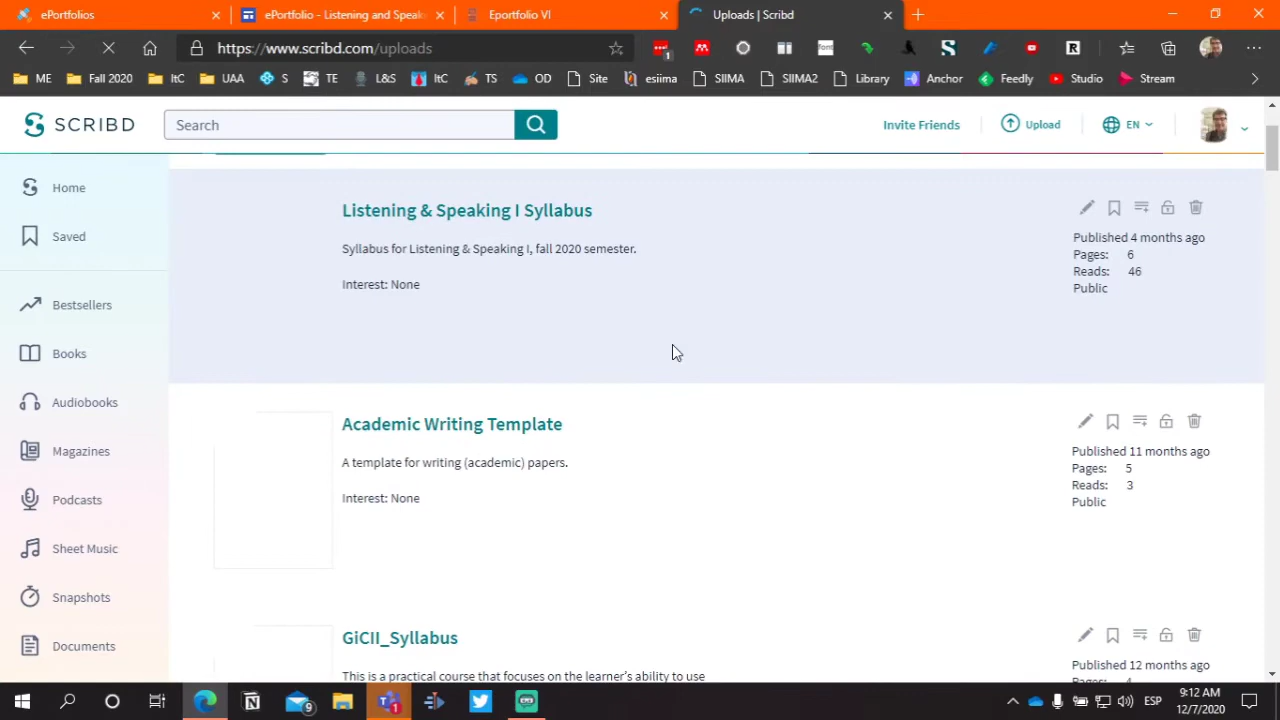 ePortfolios
ePortfolio - Listening and Speak
Eportfolio VI
Uploads | Scribd
https://www.scribd.com/uploads
1
ME
Fall 2020
ItC
UAA
S
TE
L&S
ItC
TS
OD
Site
esiima
SIIMA
SIIMA2
Library
Anchor
Feedly
Studio
Stream
SCRIBD
Search
Invite Friends
Upload
EN
Home
Saved
Bestsellers
Books
Audiobooks
Magazines
Podcasts
Sheet Music
Snapshots
Documents
Listening & Speaking I Syllabus
Syllabus for Listening & Speaking I, fall 2020 semester.
Interest: None
Published 4 months ago
Pages: 6
Reads: 46
Public
Academic Writing Template
A template for writing (academic) papers.
Interest: None
Published 11 months ago
Pages: 5
Reads: 3
Public
GiCII_Syllabus
This is a practical course that focuses on the learner's ability to use
Published 12 months ago
Pages: 4
9
1
ESP
9:12 AM
12/7/2020